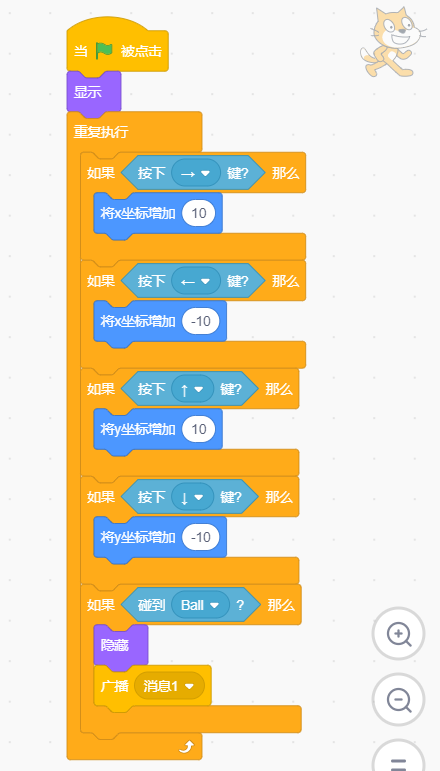 当 被点击
显示
重复执行
如果 按下 → 键? 那么
将x坐标增加 10
如果 按下 ← 键? 那么
将x坐标增加 -10
如果 按下 ↑ 键? 那么
将y坐标增加 10
如果 按下 ↓ 键? 那么
将y坐标增加 -10
如果 碰到 Ball ? 那么
隐藏
广播 消息1